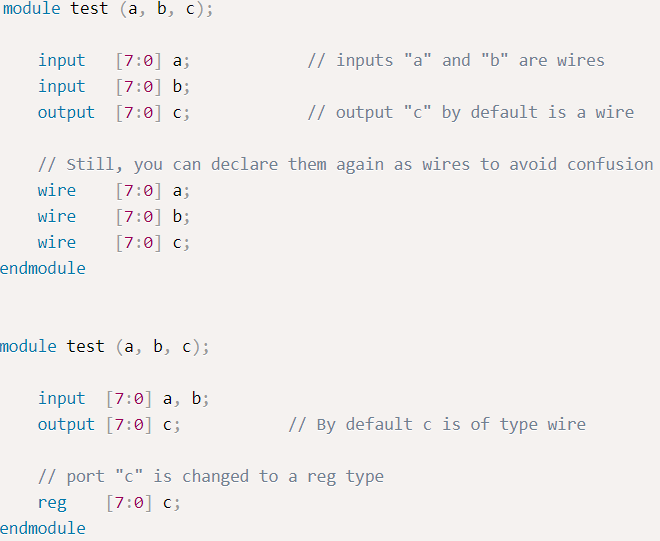 module test (a, b, c);
input [7:0] a; // inputs "a" and "b" are wires
input [7:0] b;
output [7:0] c; // output "c" by default is a wire
// Still, you can declare them again as wires to avoid confusion
wire [7:0] a;
wire [7:0] b;
wire [7:0] c;
endmodule
module test (a, b, c);
input [7:0] a, b;
output [7:0] c; // By default c is of type wire
// port "c" is changed to a reg type
reg [7:0] c;
endmodule